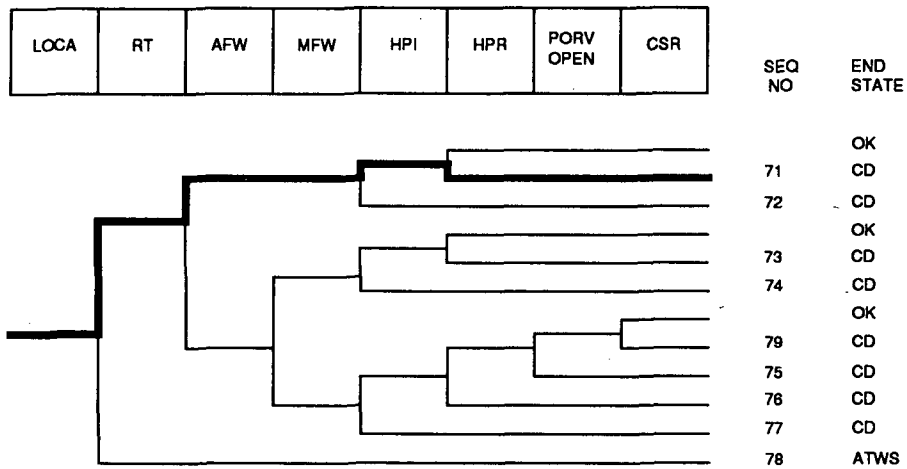 LOCA RT AFW MFW HPI HPR PORV OPEN CSR
SEQ NO END STATE
OK
71 CD
72 CD
OK
73 CD
74 CD
OK
79 CD
75 CD
76 CD
77 CD
78 ATWS